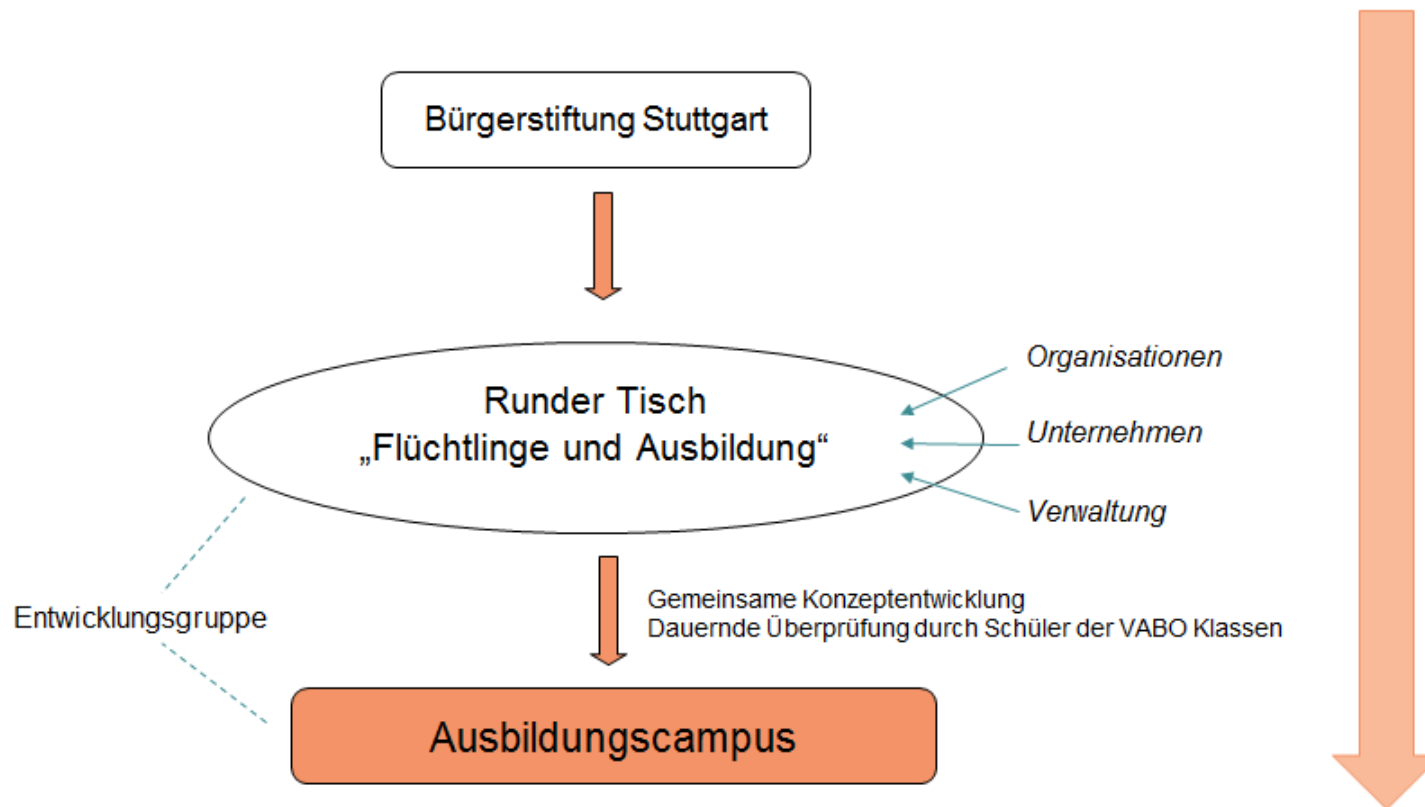 Bürgerstiftung Stuttgart
Runder Tisch
„Flüchtlinge und Ausbildung“
Organisationen
Unternehmen
Verwaltung
Entwicklungsgruppe
Gemeinsame Konzeptentwicklung
Dauernde Überprüfung durch Schüler der VABO Klassen
Ausbildungscampus